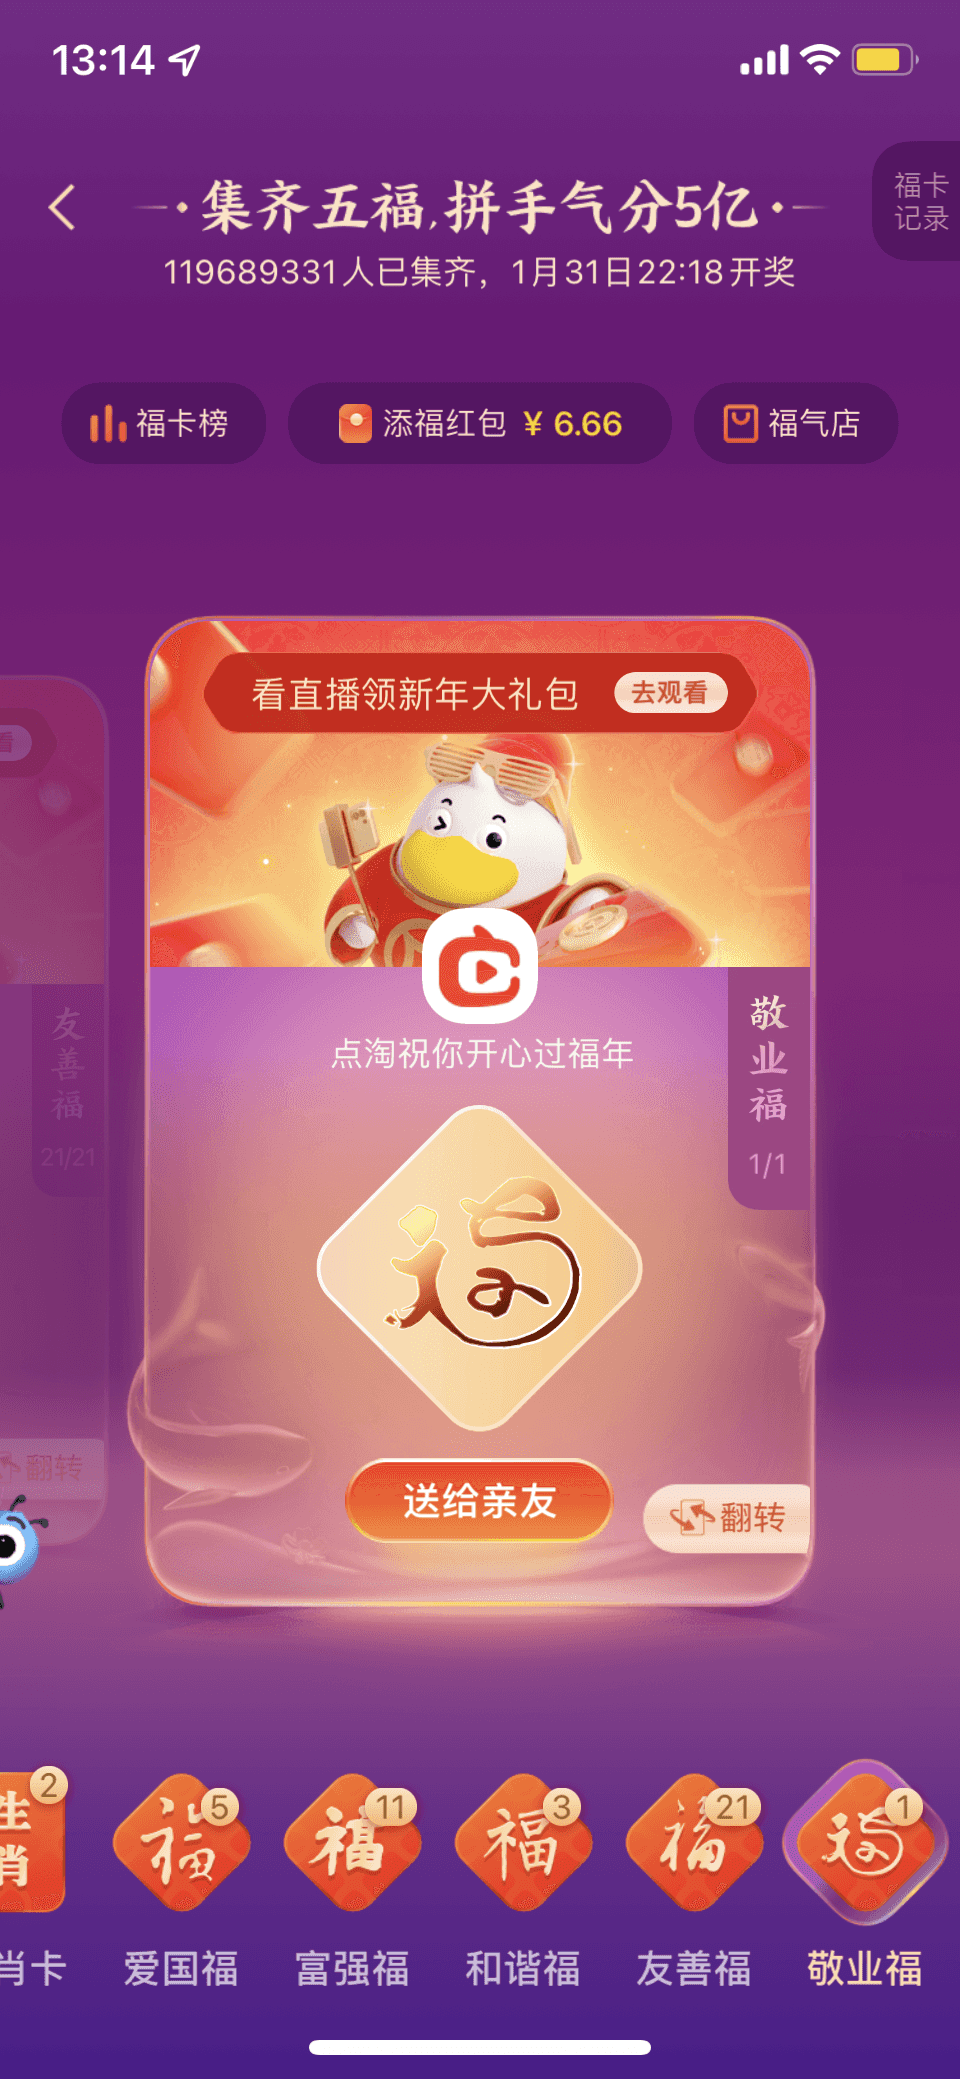 13:14
福卡
记录
集齐五福,拼手气分5亿
119689331人已集齐，1月31日22:18开奖
福卡榜
添福红包 ¥ 6.66
福气店
看直播领新年大礼包
去观看
看
点淘祝你开心过福年
敬业福
1/1
友善福
21/21
福
送给亲友
翻转
翻转
生肖
2
福
5
福
11
福
3
福
21
福
1
肖卡
爱国福
富强福
和谐福
友善福
敬业福